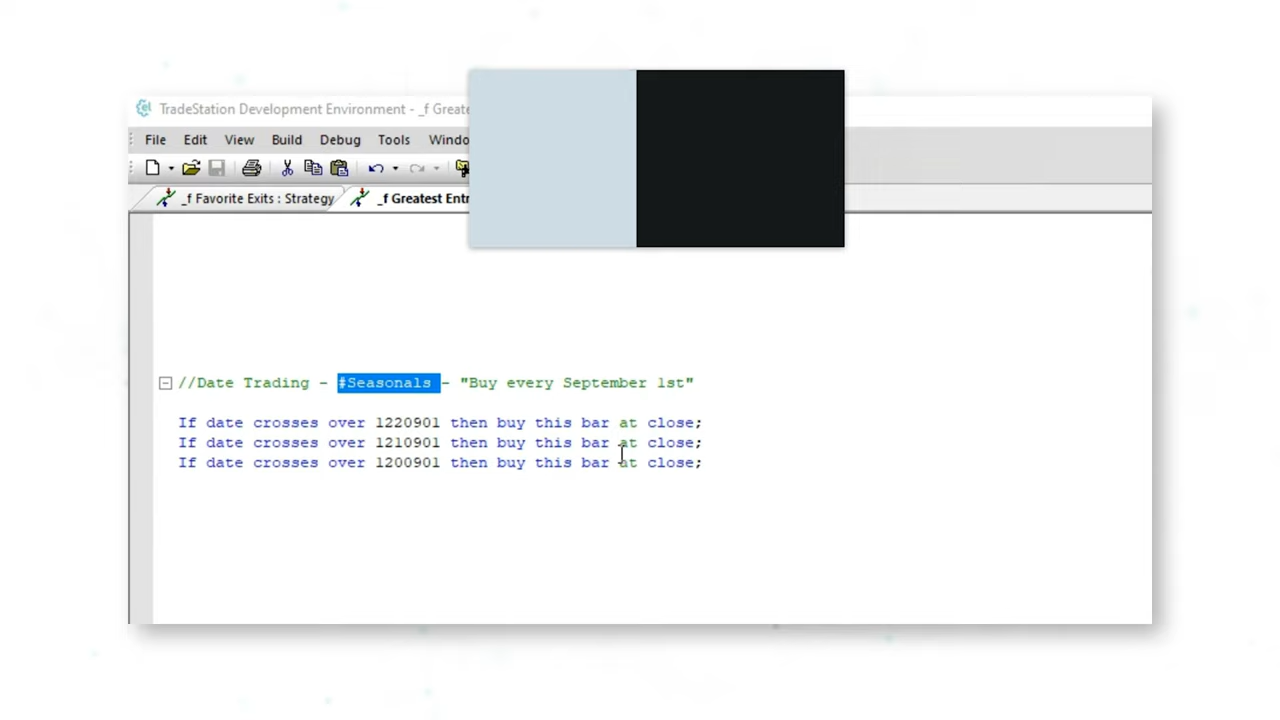 TradeStation Development Environment - _f Greate
File Edit View Build Debug Tools Windo
_f Favorite Exits : Strategy _f Greatest Entr
//Date Trading - #Seasonals - "Buy every September 1st"
If date crosses over 1220901 then buy this bar at close;
If date crosses over 1210901 then buy this bar at close;
If date crosses over 1200901 then buy this bar at close;